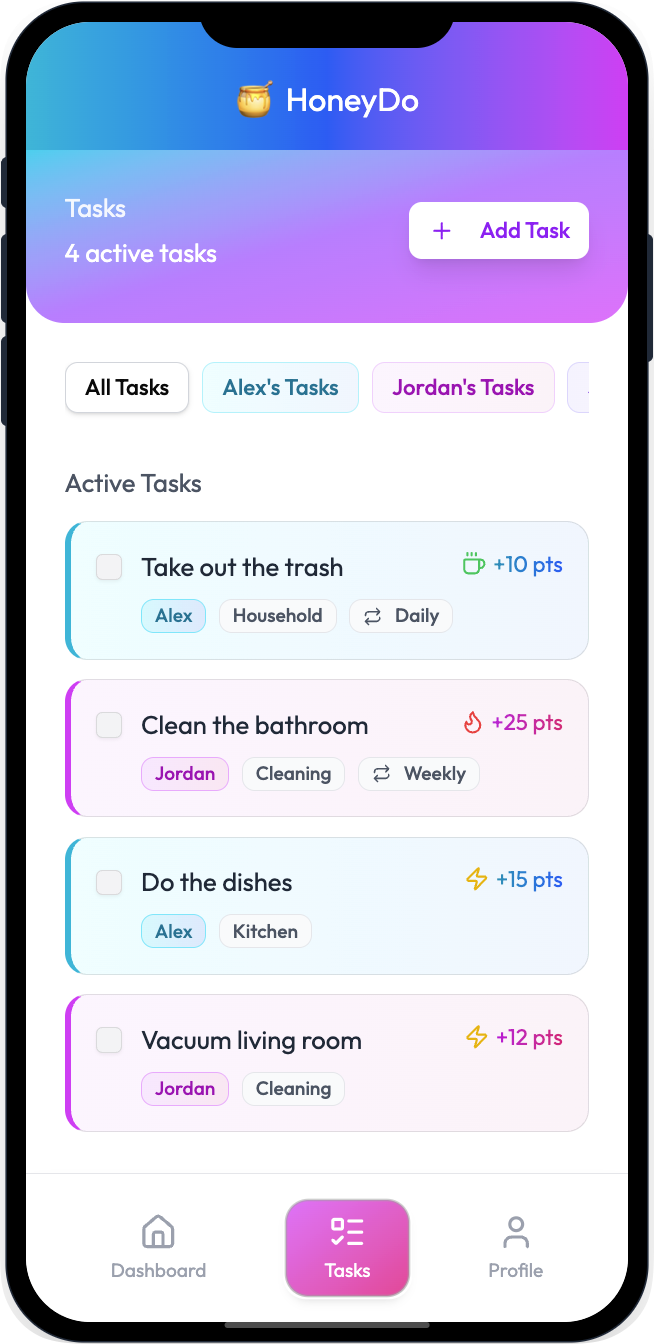 HoneyDo
Tasks
4 active tasks
Add Task
All Tasks
Alex's Tasks
Jordan's Tasks
Active Tasks
Take out the trash
+10 pts
Alex
Household
Daily
Clean the bathroom
+25 pts
Jordan
Cleaning
Weekly
Do the dishes
+15 pts
Alex
Kitchen
Vacuum living room
+12 pts
Jordan
Cleaning
Dashboard
Tasks
Profile